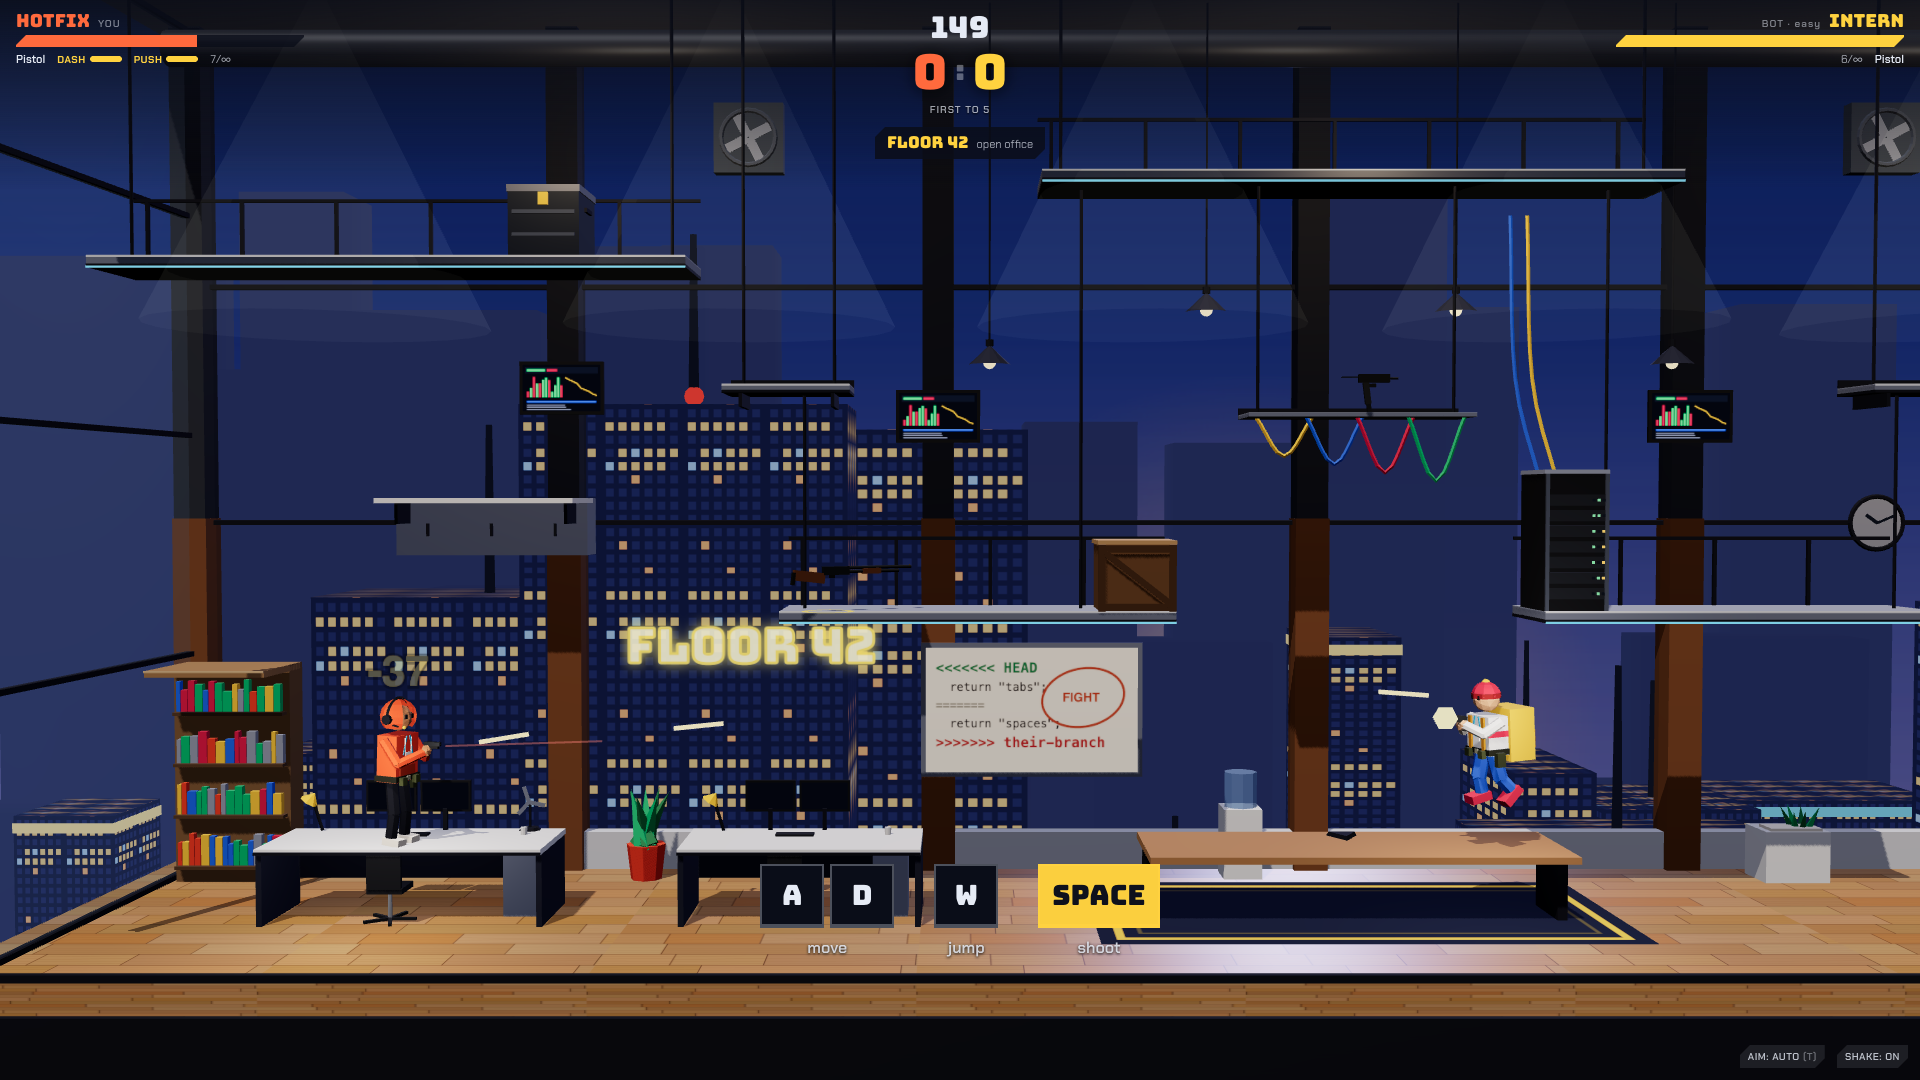 HOTFIX YOU
Pistol DASH PUSH 7/∞
149
0 : 0
FIRST TO 5
FLOOR 42 open office
BOT · easy INTERN
6/∞ Pistol
-37
FLOOR 42
<<<<<<< HEAD
return "tabs";
=======
return "spaces";
>>>>>>> their-branch
FIGHT
A D W SPACE
move jump shoot
AIM: AUTO (T) SHAKE: ON